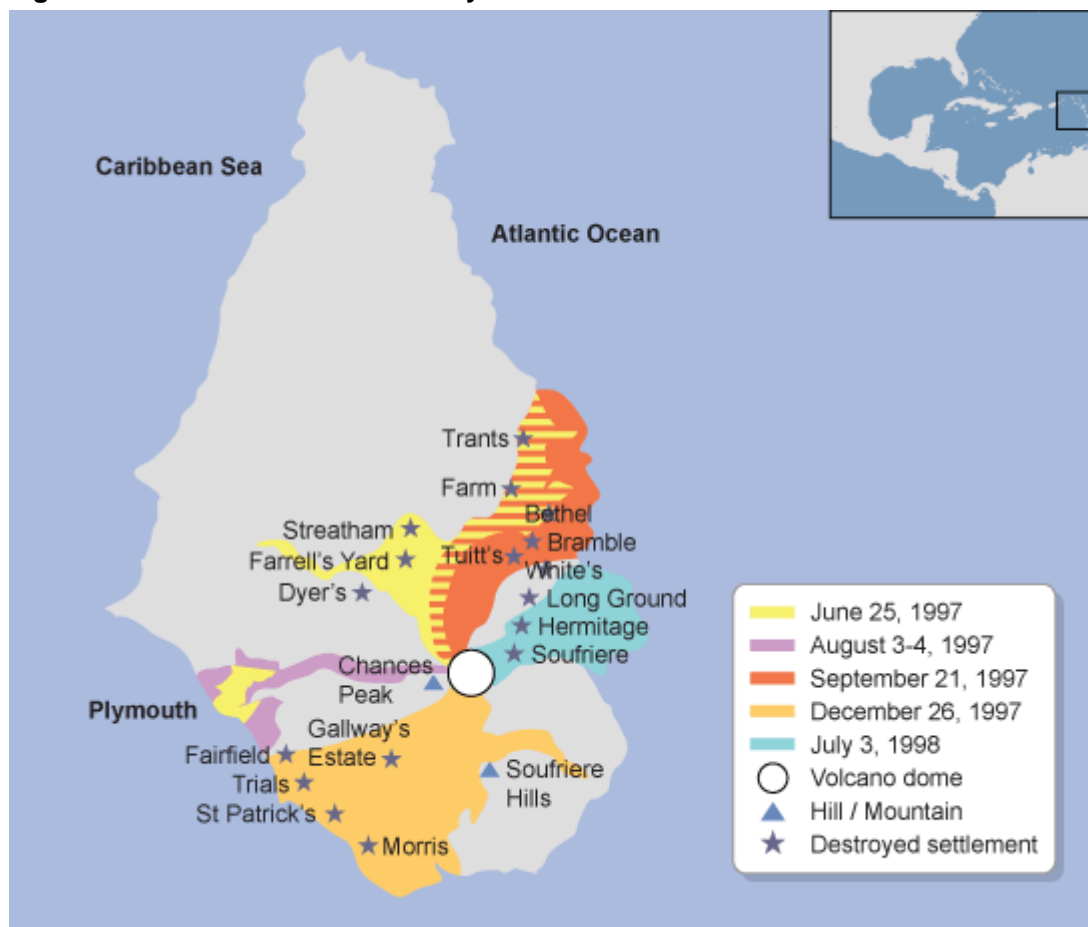 Caribbean Sea
Atlantic Ocean
Trants
Farm
Bethel
Streatham
Bramble
Farrell's Yard
Tuitt's
White's
Dyer's
Long Ground
Hermitage
Soufriere
Chances
Peak
Plymouth
Gallway's
Estate
Fairfield
Trials
St Patrick's
Soufriere
Hills
Morris
June 25, 1997
August 3-4, 1997
September 21, 1997
December 26, 1997
July 3, 1998
Volcano dome
Hill / Mountain
Destroyed settlement